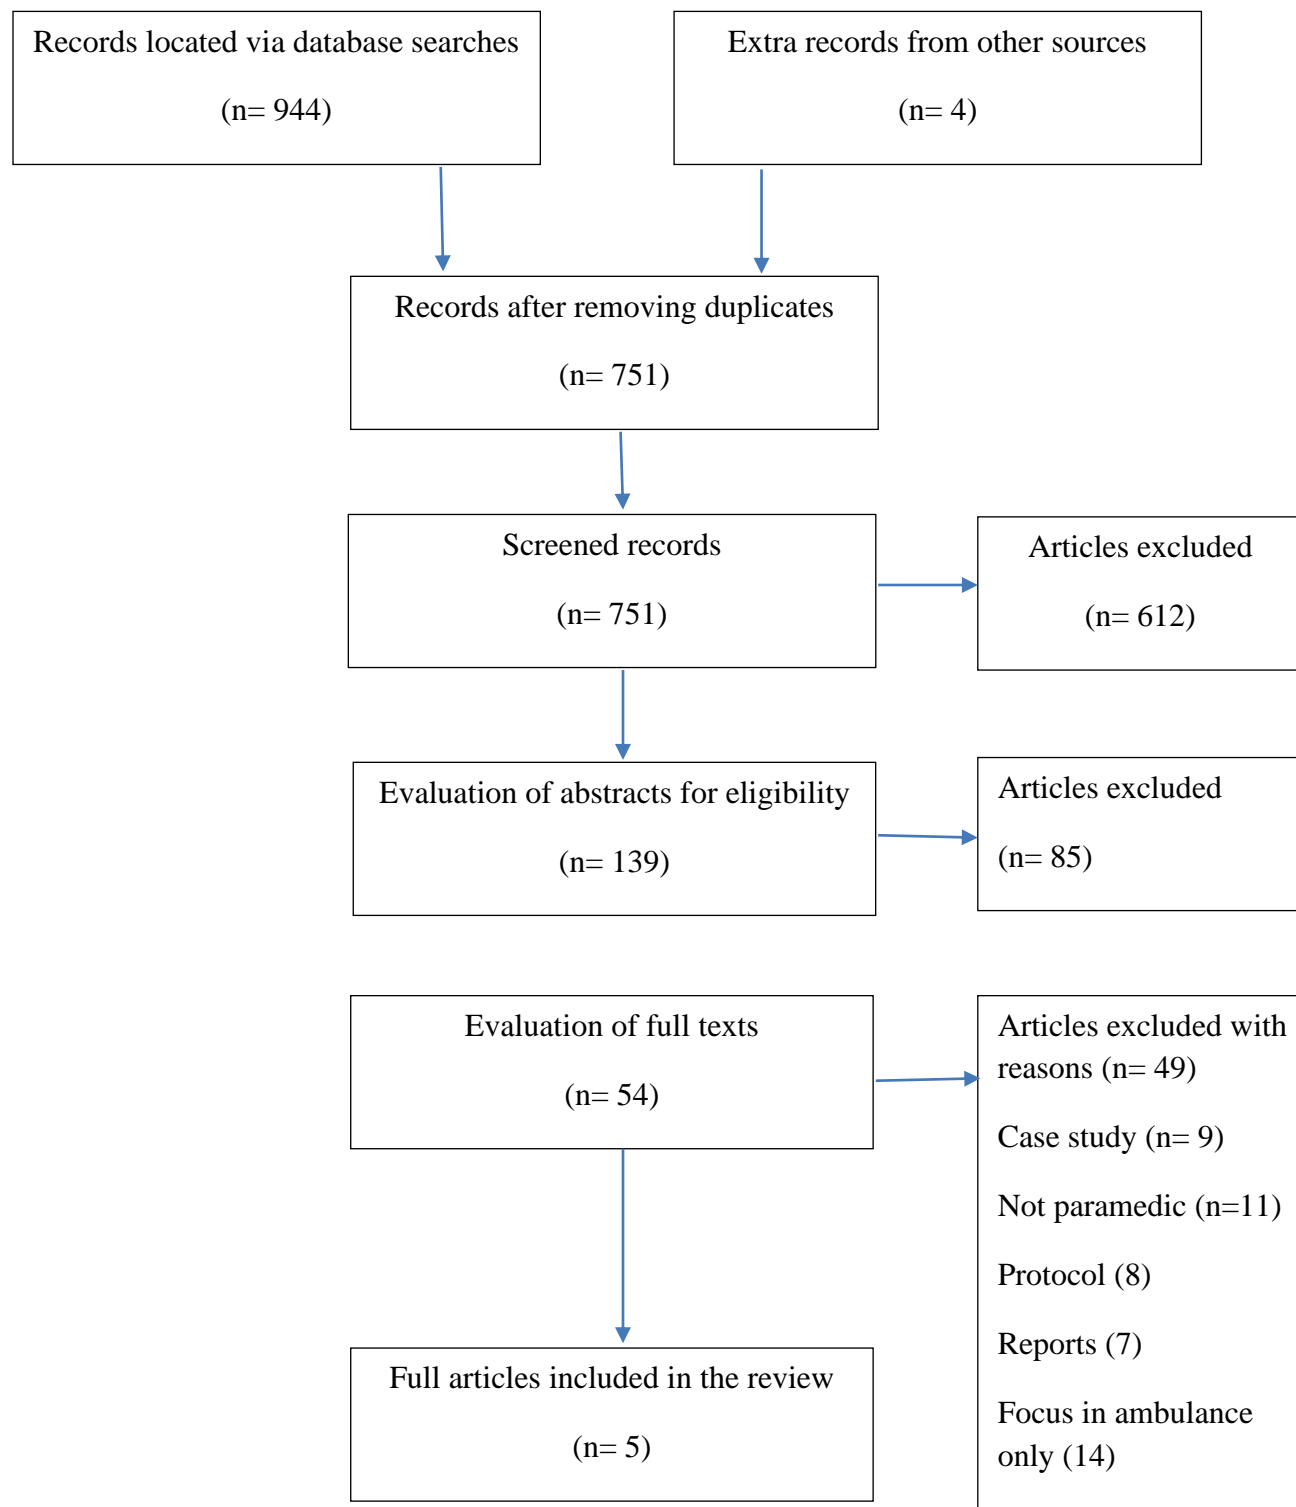 Records located via database searches
(n= 944)
Extra records from other sources
(n= 4)
Records after removing duplicates
(n= 751)
Screened records
(n= 751)
Articles excluded
(n= 612)
Evaluation of abstracts for eligibility
(n= 139)
Articles excluded
(n= 85)
Evaluation of full texts
(n= 54)
Articles excluded with
reasons (n= 49)
Case study (n= 9)
Not paramedic (n=11)
Protocol (8)
Reports (7)
Focus in ambulance
only (14)
Full articles included in the review
(n= 5)